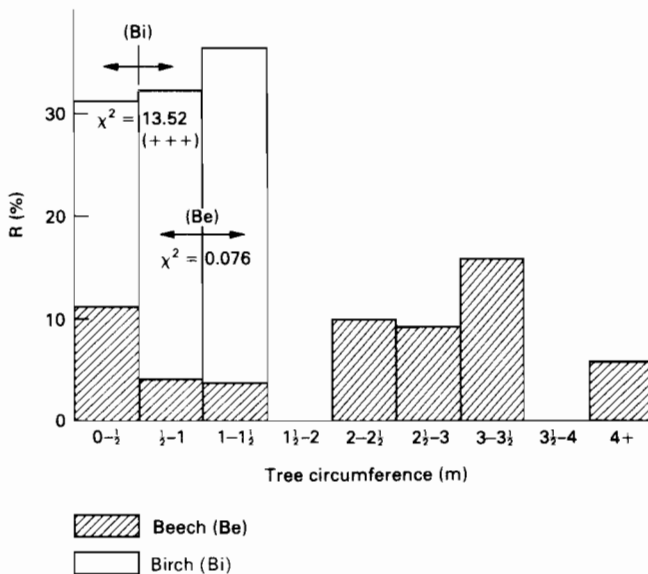 (Bi)
30
χ² = 13.52
(+++)
R (%)
20
(Be)
χ² = 0.076
10
0
0–½ ½–1 1–1½ 1½–2 2–2½ 2½–3 3–3½ 3½–4 4+
Tree circumference (m)
Beech (Be)
Birch (Bi)